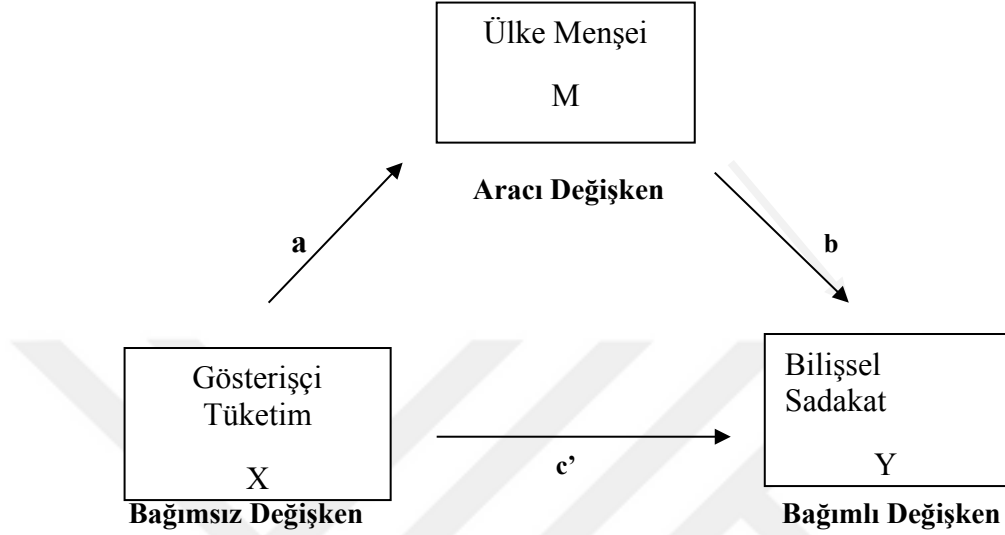 Ülke Menşei
M
Aracı Değişken
a
b
Gösterişçi
Tüketim
X
Bağımsız Değişken
c’
Bilişsel
Sadakat
Y
Bağımlı Değişken